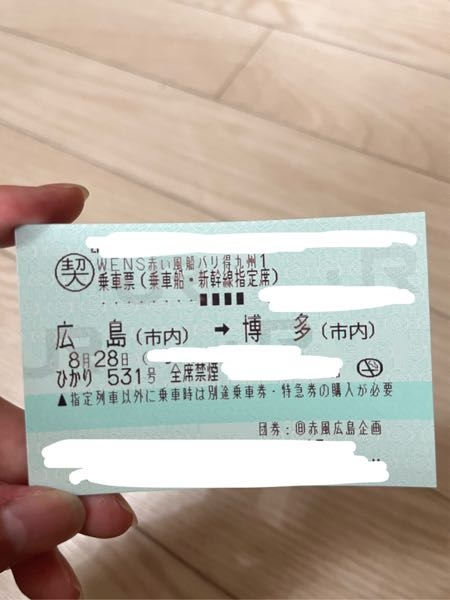 契 WENS赤い風船バリ得九州1
乗車票(乗車船・新幹線指定席)
・・・・・・・・■■■■
広島(市内) → 博多(市内)
8月28日
ひかり 531号 全席禁煙
▲指定列車以外に乗車時は別途乗車券・特急券の購入が必要
団券:日赤風広島企画